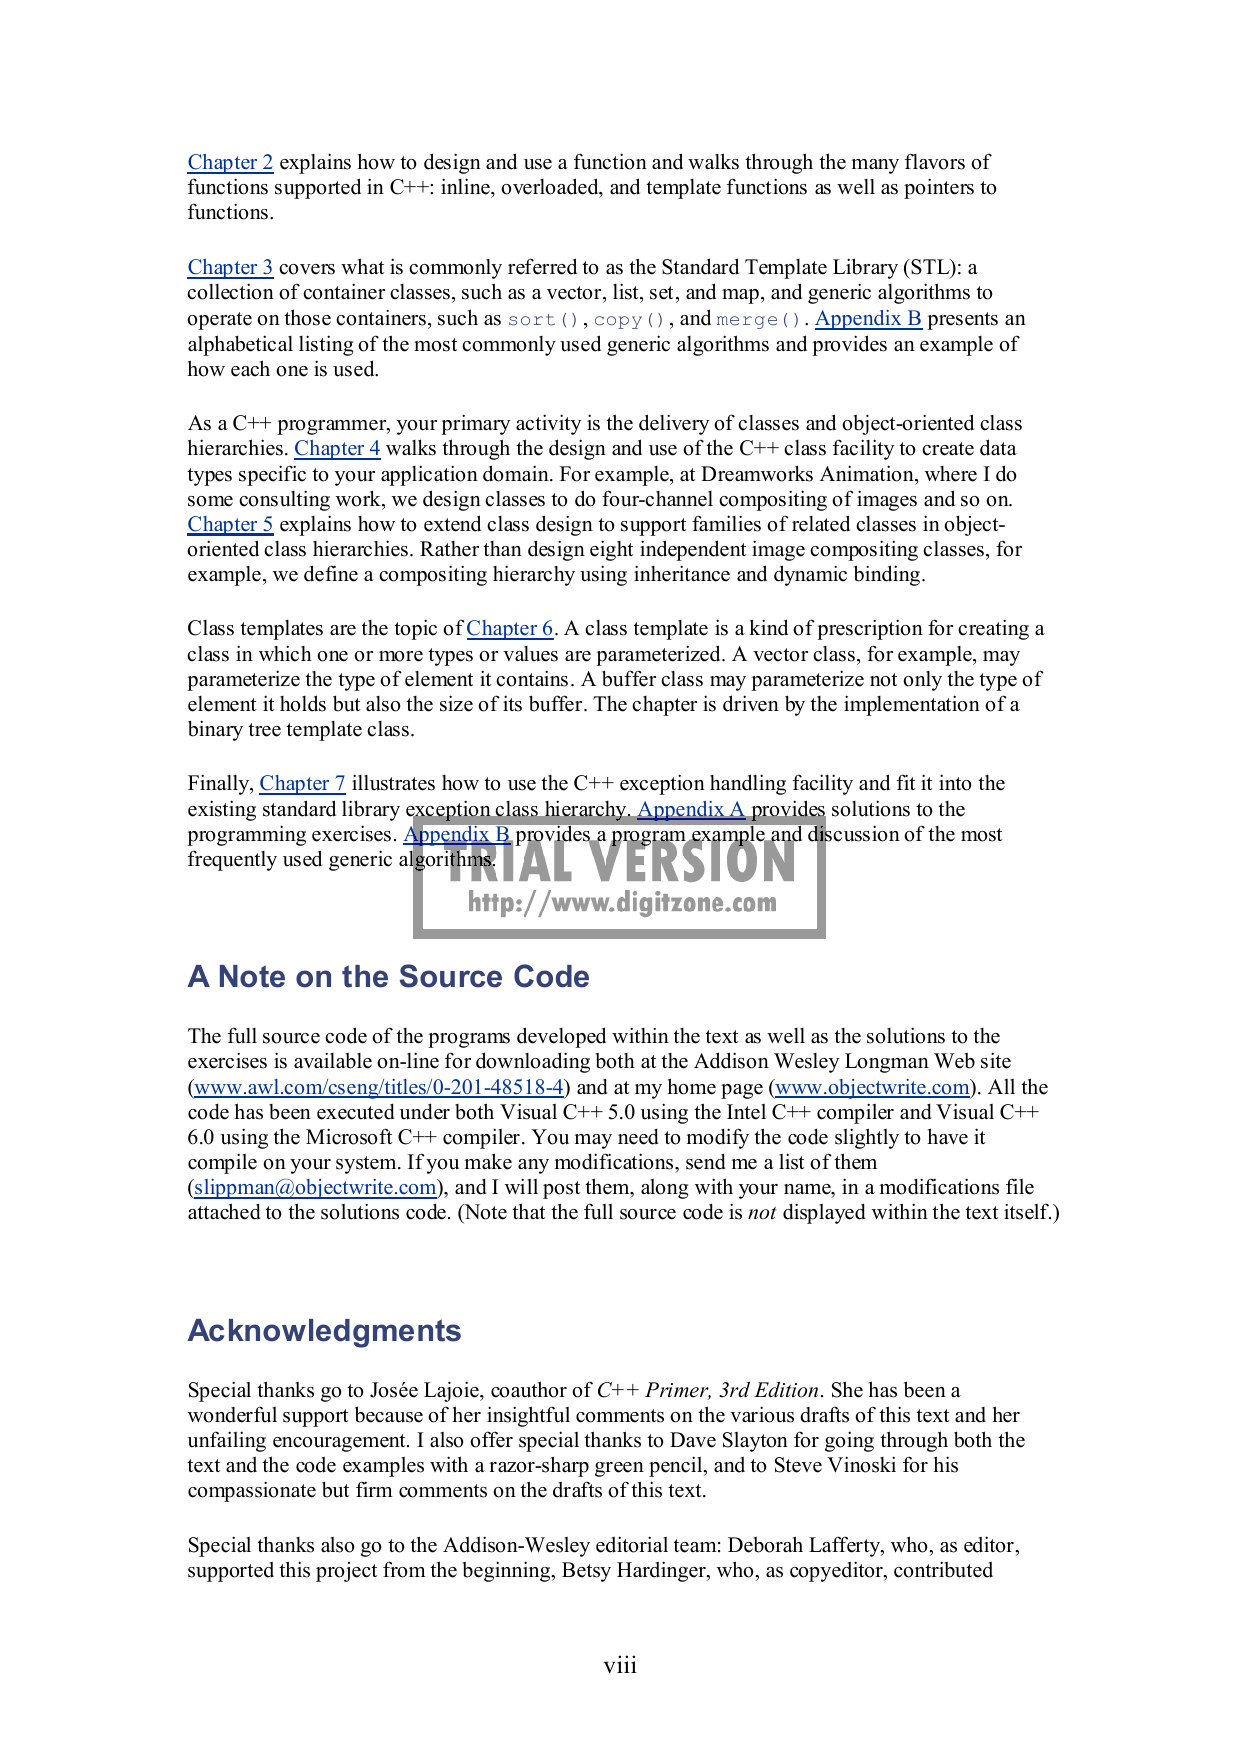 Chapter 2 explains how to design and use a function and walks through the many flavors of
functions supported in C++: inline, overloaded, and template functions as well as pointers to
functions.
Chapter 3 covers what is commonly referred to as the Standard Template Library (STL): a
collection of container classes, such as a vector, list, set, and map, and generic algorithms to
operate on those containers, such as sort(), copy(), and merge(). Appendix B presents an
alphabetical listing of the most commonly used generic algorithms and provides an example of
how each one is used.
As a C++ programmer, your primary activity is the delivery of classes and object-oriented class
hierarchies. Chapter 4 walks through the design and use of the C++ class facility to create data
types specific to your application domain. For example, at Dreamworks Animation, where I do
some consulting work, we design classes to do four-channel compositing of images and so on.
Chapter 5 explains how to extend class design to support families of related classes in object-
oriented class hierarchies. Rather than design eight independent image compositing classes, for
example, we define a compositing hierarchy using inheritance and dynamic binding.
Class templates are the topic of Chapter 6. A class template is a kind of prescription for creating a
class in which one or more types or values are parameterized. A vector class, for example, may
parameterize the type of element it contains. A buffer class may parameterize not only the type of
element it holds but also the size of its buffer. The chapter is driven by the implementation of a
binary tree template class.
Finally, Chapter 7 illustrates how to use the C++ exception handling facility and fit it into the
existing standard library exception class hierarchy. Appendix A provides solutions to the
programming exercises. Appendix B provides a program example and discussion of the most
frequently used generic algorithms.
TRIAL VERSION
http://www.digitzone.com
A Note on the Source Code
The full source code of the programs developed within the text as well as the solutions to the
exercises is available on-line for downloading both at the Addison Wesley Longman Web site
(www.awl.com/cseng/titles/0-201-48518-4) and at my home page (www.objectwrite.com). All the
code has been executed under both Visual C++ 5.0 using the Intel C++ compiler and Visual C++
6.0 using the Microsoft C++ compiler. You may need to modify the code slightly to have it
compile on your system. If you make any modifications, send me a list of them
(slippman@objectwrite.com), and I will post them, along with your name, in a modifications file
attached to the solutions code. (Note that the full source code is not displayed within the text itself.)
Acknowledgments
Special thanks go to Josée Lajoie, coauthor of C++ Primer, 3rd Edition. She has been a
wonderful support because of her insightful comments on the various drafts of this text and her
unfailing encouragement. I also offer special thanks to Dave Slayton for going through both the
text and the code examples with a razor-sharp green pencil, and to Steve Vinoski for his
compassionate but firm comments on the drafts of this text.
Special thanks also go to the Addison-Wesley editorial team: Deborah Lafferty, who, as editor,
supported this project from the beginning, Betsy Hardinger, who, as copyeditor, contributed
viii